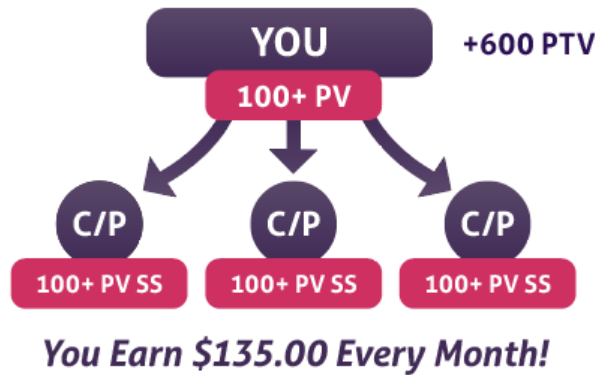 YOU
+600 PTV
100+ PV
C/P
C/P
C/P
100+ PV SS
100+ PV SS
100+ PV SS
You Earn $135.00 Every Month!